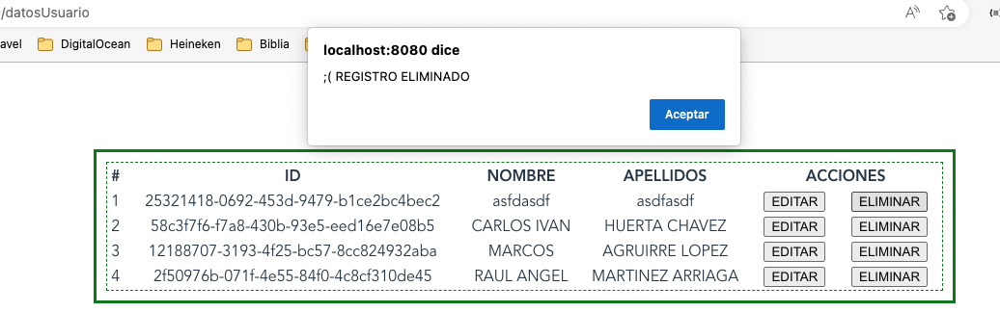 /datosUsuario
avel DigitalOcean Heineken Biblia
localhost:8080 dice
;( REGISTRO ELIMINADO
Aceptar
# ID NOMBRE APELLIDOS ACCIONES
1 25321418-0692-453d-9479-b1ce2bc4bec2 asfdasdf asdfasdf EDITAR ELIMINAR
2 58c3f7f6-f7a8-430b-93e5-eed16e7e08b5 CARLOS IVAN HUERTA CHAVEZ EDITAR ELIMINAR
3 12188707-3193-4f25-bc57-8cc824932aba MARCOS AGRUIRRE LOPEZ EDITAR ELIMINAR
4 2f50976b-071f-4e55-84f0-4c8cf310de45 RAUL ANGEL MARTINEZ ARRIAGA EDITAR ELIMINAR